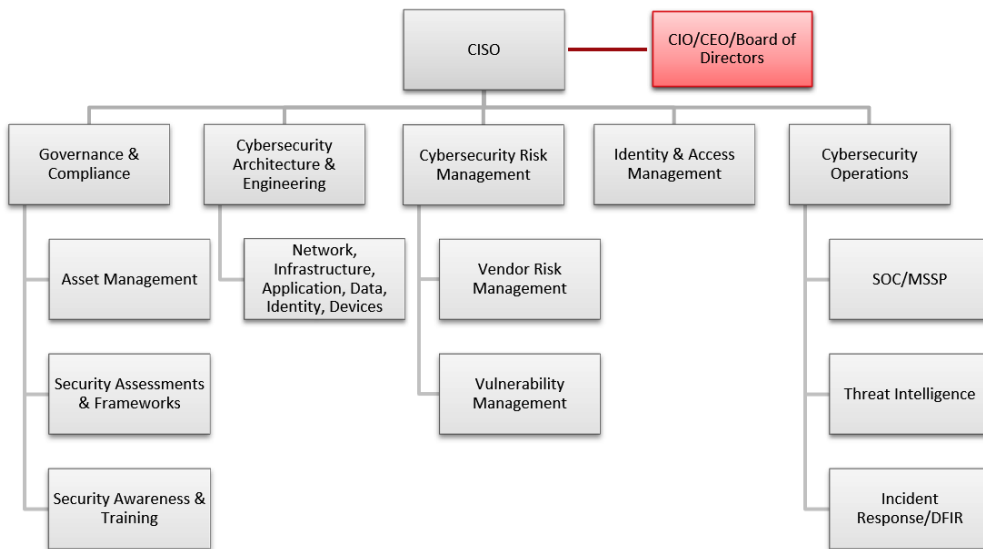 CISO
CIO/CEO/Board of
Directors
Governance &
Compliance
Cybersecurity
Architecture &
Engineering
Cybersecurity Risk
Management
Identity & Access
Management
Cybersecurity
Operations
Asset Management
Network,
Infrastructure,
Application, Data,
Identity, Devices
Vendor Risk
Management
SOC/MSSP
Security Assessments
& Frameworks
Vulnerability
Management
Threat Intelligence
Security Awareness &
Training
Incident
Response/DFIR